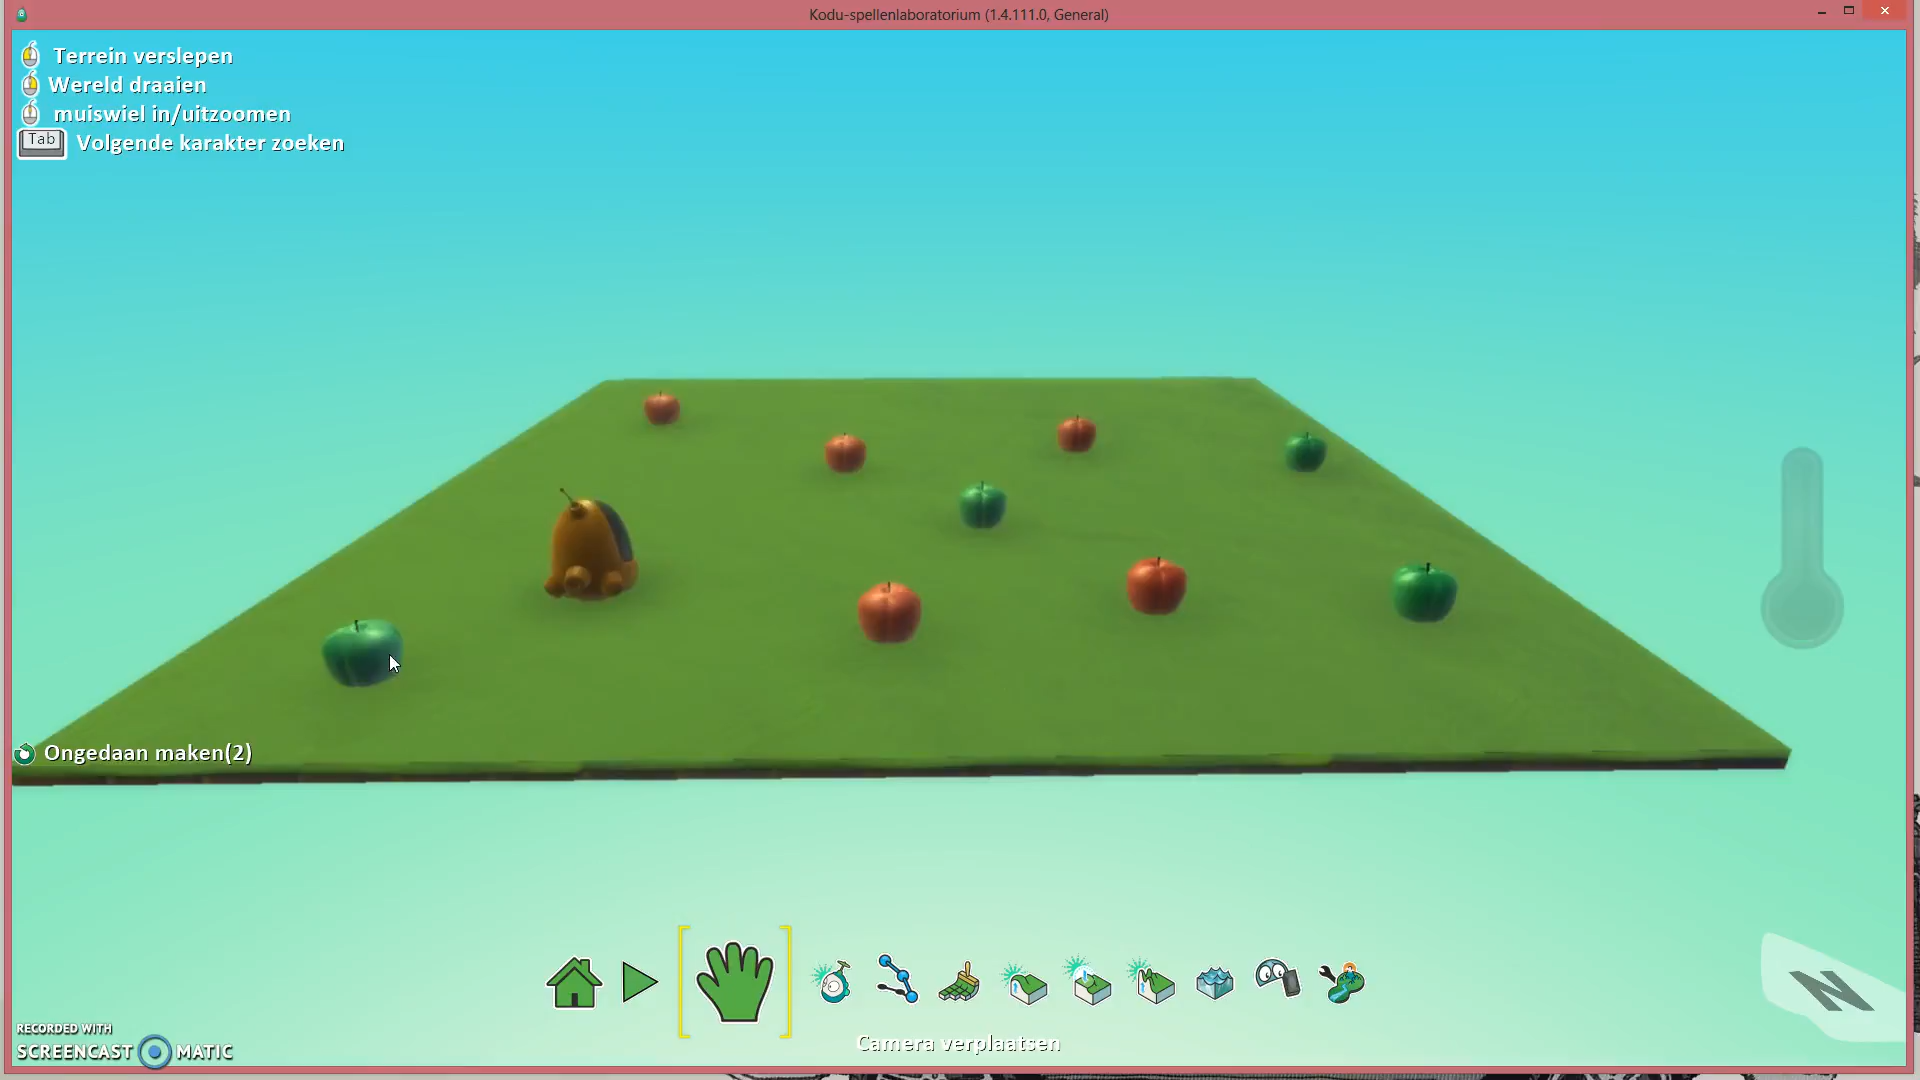 Kodu-spellenlaboratorium (1.4.111.0, General)
Terrein verslepen
Wereld draaien
muiswiel in/uitzoomen
Tab Volgende karakter zoeken
Ongedaan maken(2)
N
Camera verplaatsen
RECORDED WITH
SCREENCAST MATIC